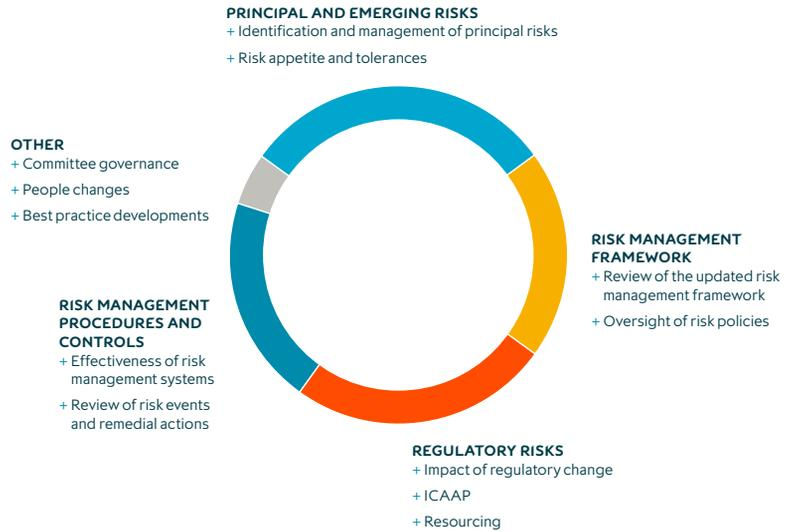 PRINCIPAL AND EMERGING RISKS
+ Identification and management of principal risks
+ Risk appetite and tolerances
OTHER
+ Committee governance
+ People changes
+ Best practice developments
RISK MANAGEMENT
FRAMEWORK
+ Review of the updated risk
management framework
+ Oversight of risk policies
RISK MANAGEMENT
PROCEDURES AND
CONTROLS
+ Effectiveness of risk
management systems
+ Review of risk events
and remedial actions
REGULATORY RISKS
+ Impact of regulatory change
+ ICAAP
+ Resourcing